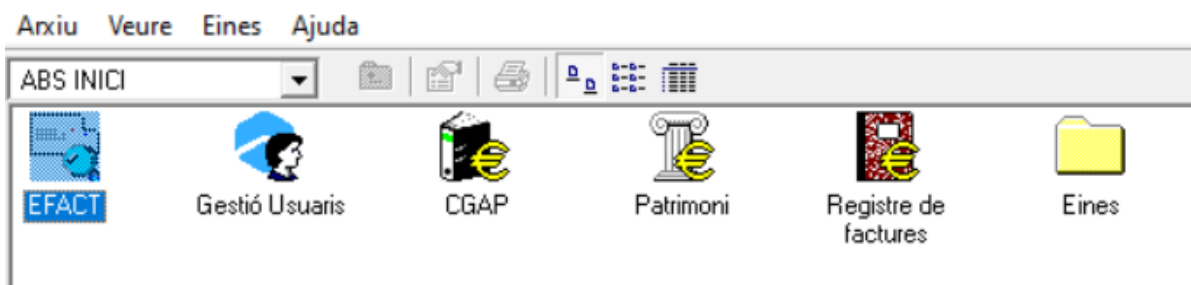 Arxiu Veure Eines Ajuda
ABS INICI
EFACT Gestió Usuaris CGAP Patrimoni Registre de factures Eines